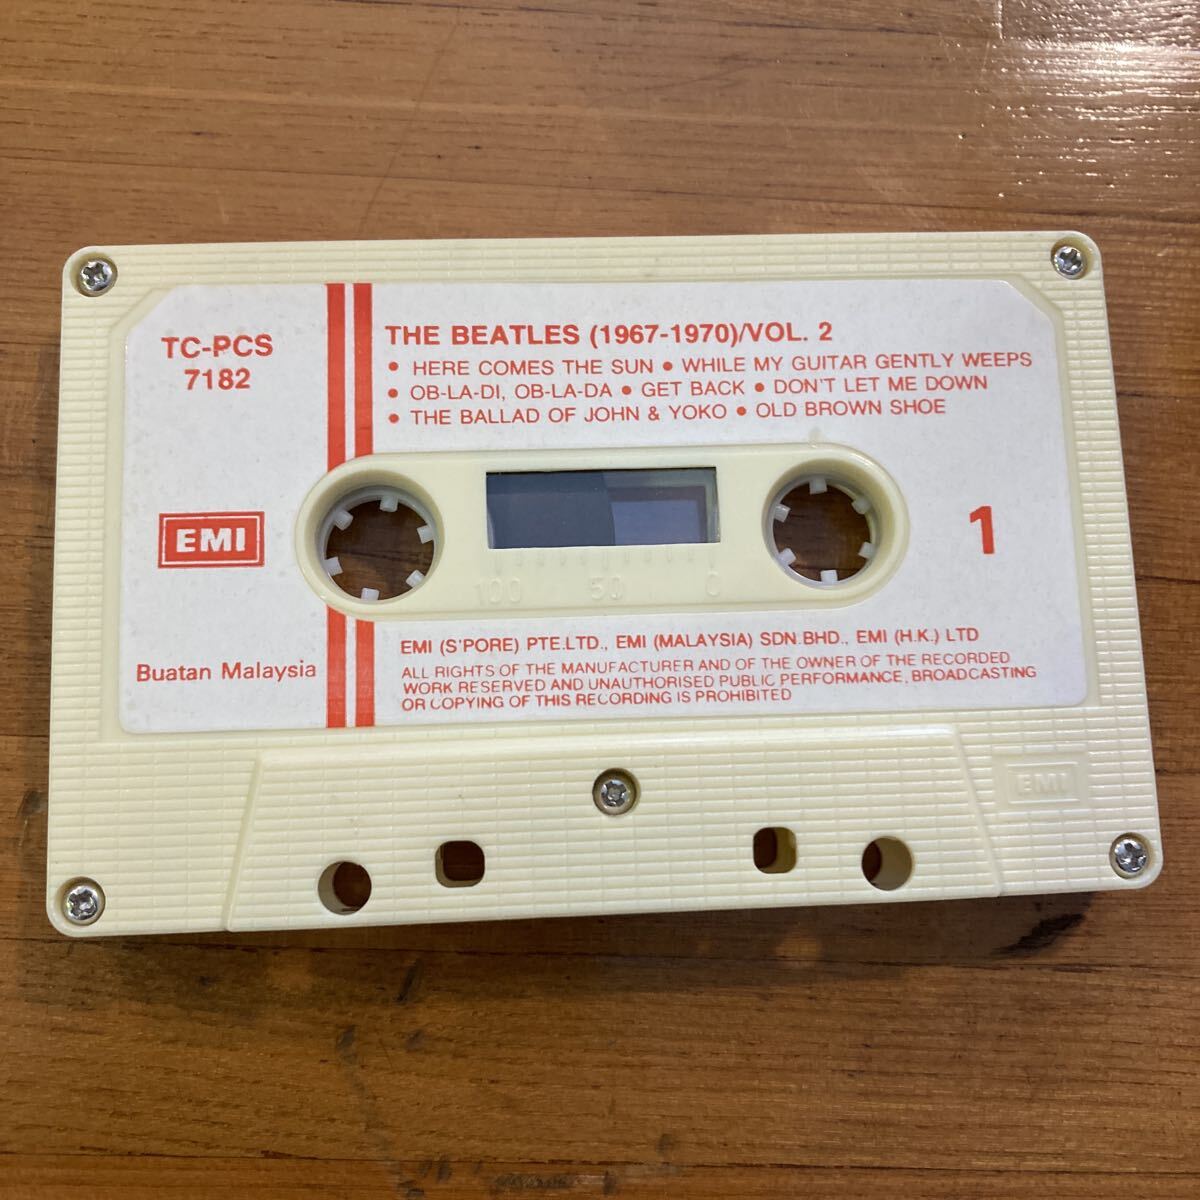 TC-PCS
7182
THE BEATLES (1967-1970)/VOL. 2
• HERE COMES THE SUN • WHILE MY GUITAR GENTLY WEEPS
• OB-LA-DI, OB-LA-DA • GET BACK • DON'T LET ME DOWN
• THE BALLAD OF JOHN & YOKO • OLD BROWN SHOE
EMI
1
100 50 0
Buatan Malaysia
EMI (S'PORE) PTE.LTD., EMI (MALAYSIA) SDN.BHD., EMI (H.K.) LTD
ALL RIGHTS OF THE MANUFACTURER AND OF THE OWNER OF THE RECORDED
WORK RESERVED AND UNAUTHORISED PUBLIC PERFORMANCE, BROADCASTING
OR COPYING OF THIS RECORDING IS PROHIBITED
EMI